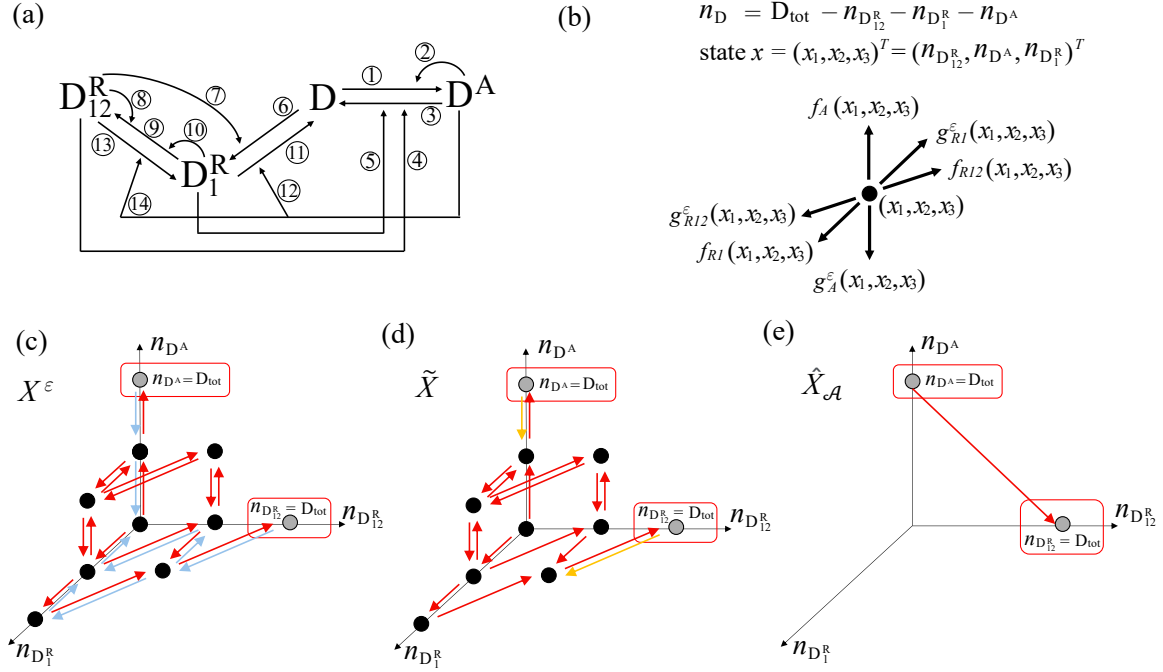 (a)
① ②
D^R_12 ⑧ ⑦ ⑥ D D^A
⑨ ⑩ ③
⑬ D^R_1 ⑪ ⑤ ④
⑭ ⑫
(b)
n_D = D_tot − n_{D^R_12} − n_{D^R_1} − n_{D^A}
state x = (x_1,x_2,x_3)^T = (n_{D^R_12}, n_{D^A}, n_{D^R_1})^T
f_A(x_1,x_2,x_3)
g^ε_{R1}(x_1,x_2,x_3)
f_{R12}(x_1,x_2,x_3)
(x_1,x_2,x_3)
g^ε_{R12}(x_1,x_2,x_3)
f_{R1}(x_1,x_2,x_3)
g^ε_A(x_1,x_2,x_3)
(c)
n_{D^A}
X^ε
n_{D^A} = D_tot
n_{D^R_12} = D_tot
n_{D^R_12}
n_{D^R_1}
(d)
n_{D^A}
X̃
n_{D^A} = D_tot
n_{D^R_12} = D_tot
n_{D^R_12}
n_{D^R_1}
(e)
n_{D^A}
X̂_𝒜
n_{D^A} = D_tot
n_{D^R_12}
n_{D^R_12} = D_tot
n_{D^R_1}